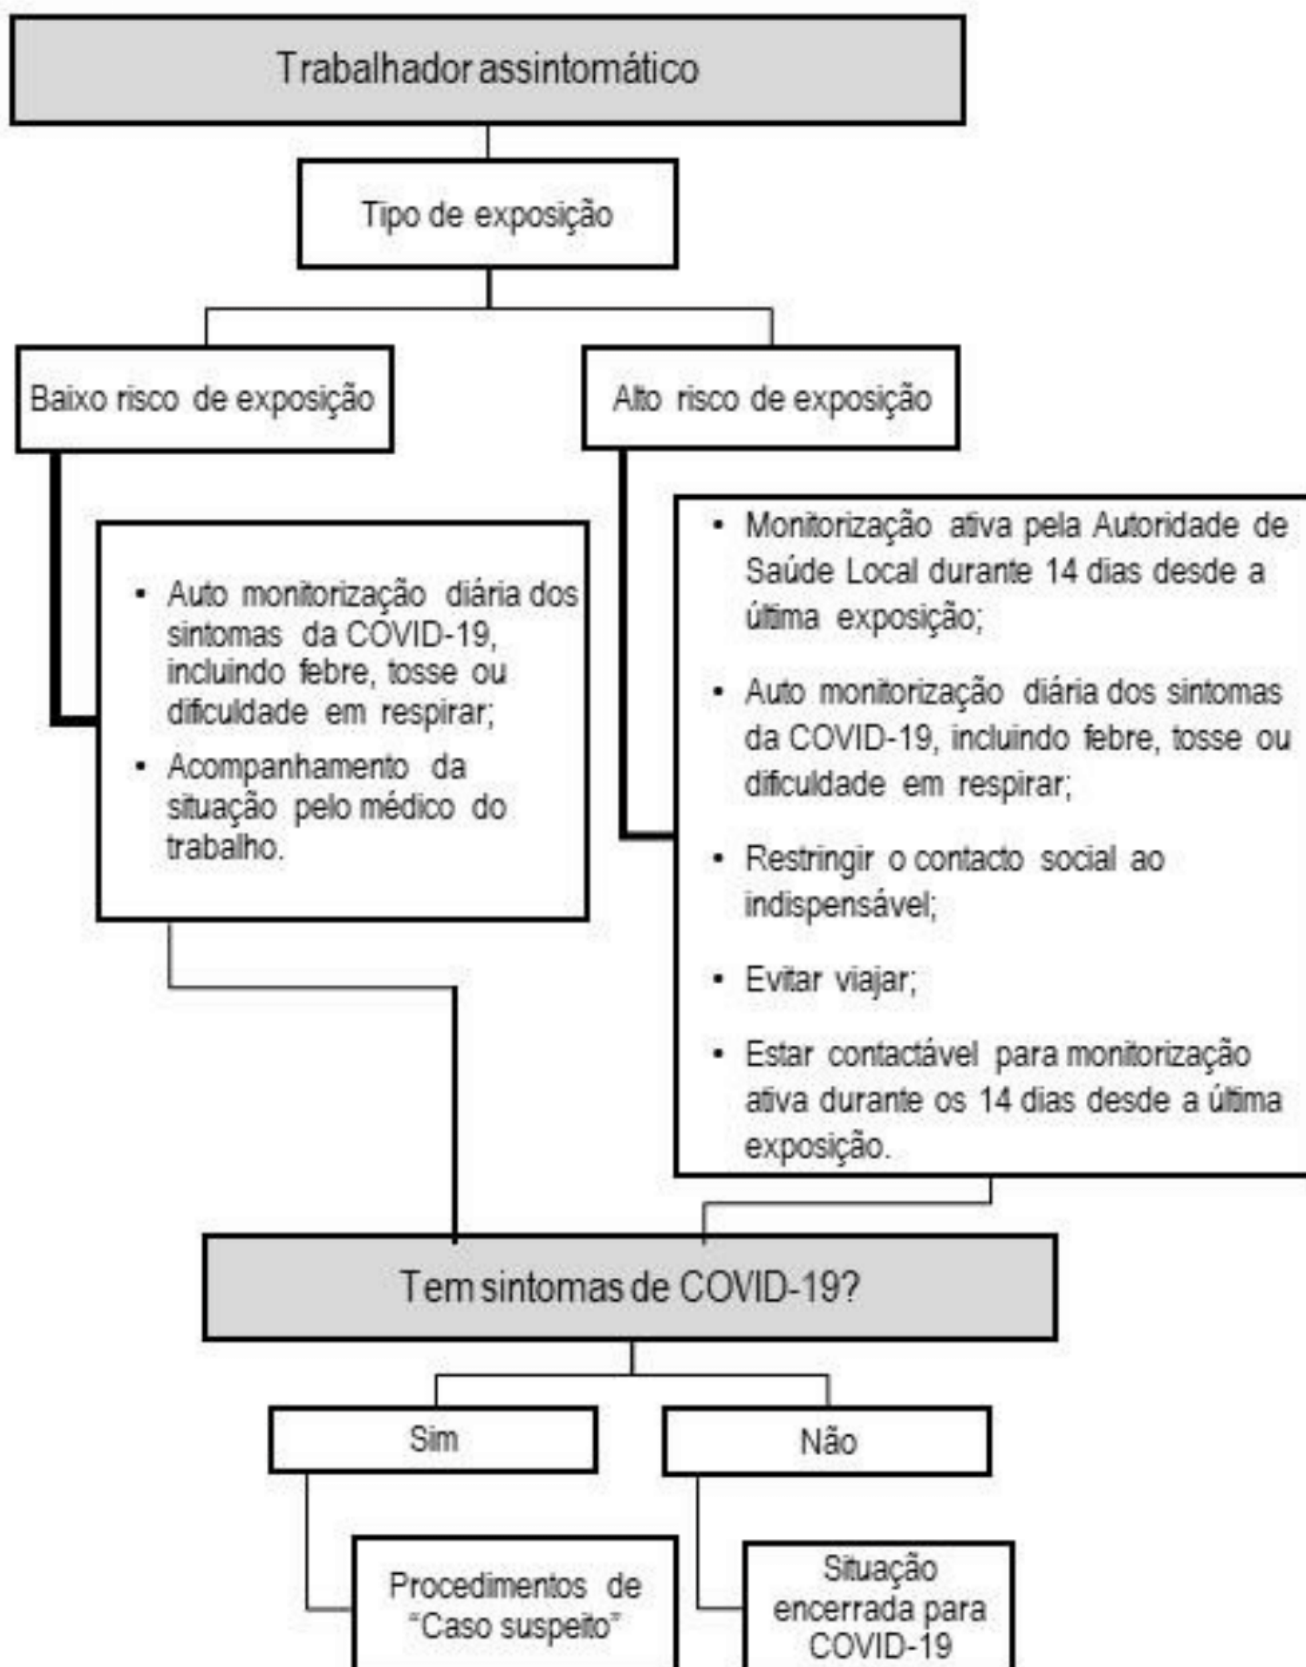 Trabalhador assintomático
Tipo de exposição
Baixo risco de exposição
Alto risco de exposição
▪ Auto monitorização diária dos
sintomas da COVID-19,
incluindo febre, tosse ou
dificuldade em respirar;
▪ Acompanhamento da
situação pelo médico do
trabalho.
▪ Monitorização ativa pela Autoridade de
Saúde Local durante 14 dias desde a
última exposição;
▪ Auto monitorização diária dos sintomas
da COVID-19, incluindo febre, tosse ou
dificuldade em respirar;
▪ Restringir o contacto social ao
indispensável;
▪ Evitar viajar;
▪ Estar contactável para monitorização
ativa durante os 14 dias desde a última
exposição.
Tem sintomas de COVID-19?
Sim
Não
Procedimentos de
“Caso suspeito”
Situação
encerrada para
COVID-19